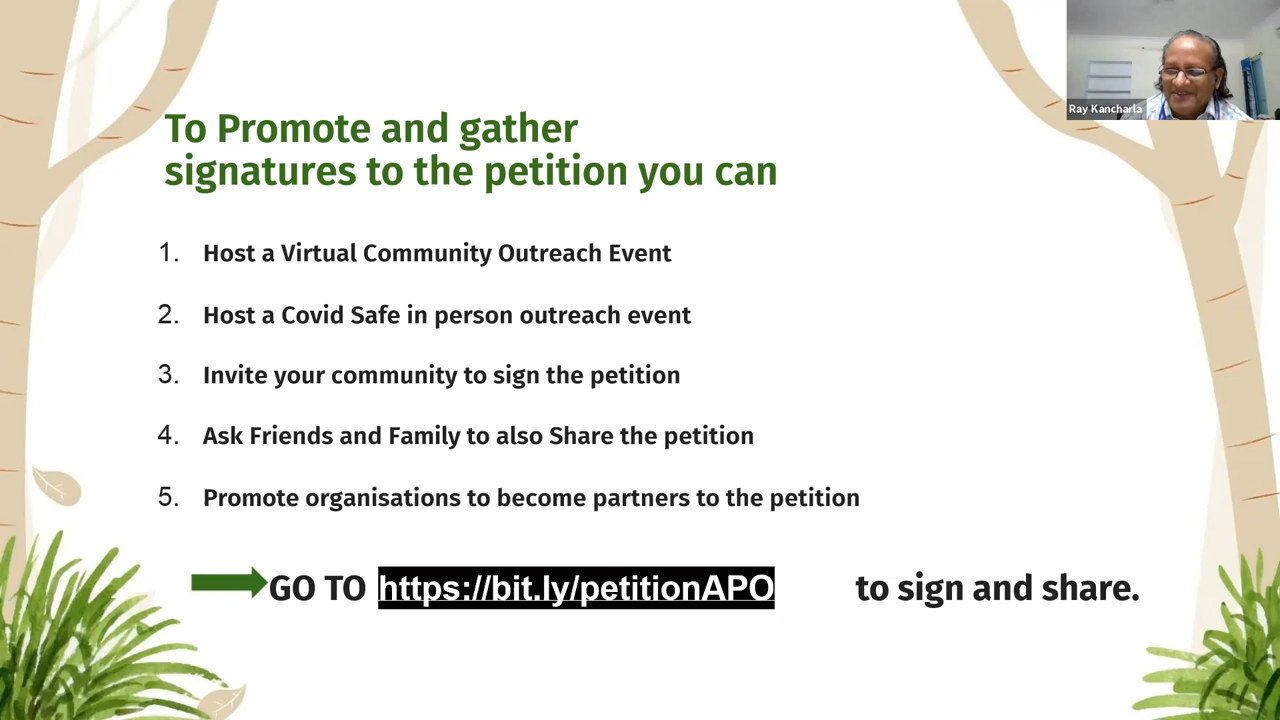 Ray Kancharla
To Promote and gather
signatures to the petition you can
1. Host a Virtual Community Outreach Event
2. Host a Covid Safe in person outreach event
3. Invite your community to sign the petition
4. Ask Friends and Family to also Share the petition
5. Promote organisations to become partners to the petition
GO TO https://bit.ly/petitionAPO to sign and share.